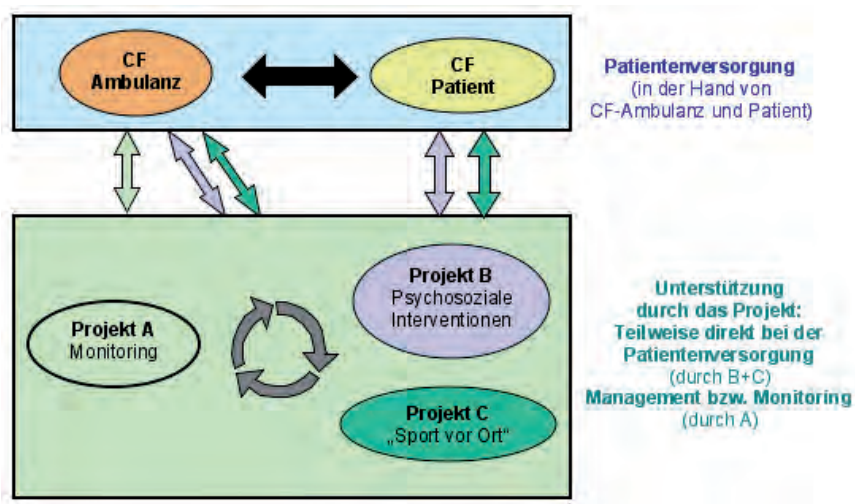 CF
Ambulanz
CF
Patient
Patientenversorgung
(in der Hand von
CF-Ambulanz und Patient)
Projekt A
Monitoring
Projekt B
Psychosoziale
Interventionen
Projekt C
„Sport vor Ort“
Unterstützung
durch das Projekt:
Teilweise direkt bei der
Patientenversorgung
(durch B+C)
Management bzw. Monitoring
(durch A)